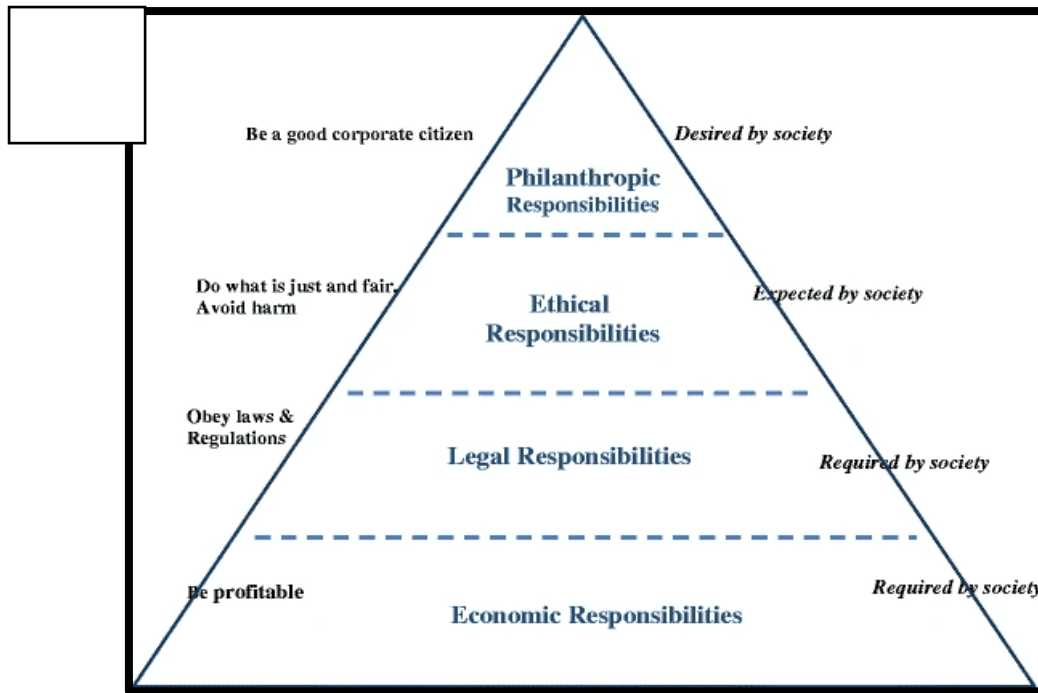 Be a good corporate citizen
Desired by society
Philanthropic
Responsibilities
Do what is just and fair,
Avoid harm
Expected by society
Ethical
Responsibilities
Obey laws &
Regulations
Legal Responsibilities
Required by society
Be profitable
Required by society
Economic Responsibilities